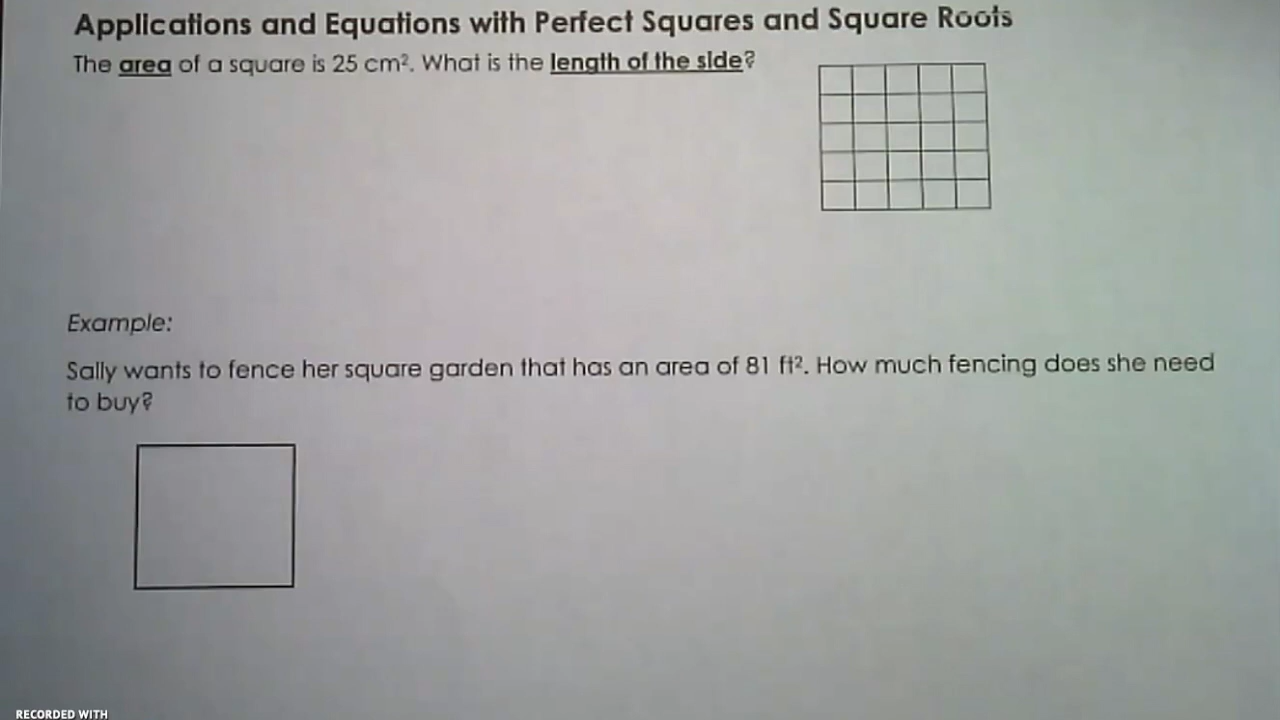 Applications and Equations with Perfect Squares and Square Roots
The area of a square is 25 cm². What is the length of the side?
Example:
Sally wants to fence her square garden that has an area of 81 ft². How much fencing does she need
to buy?
RECORDED WITH